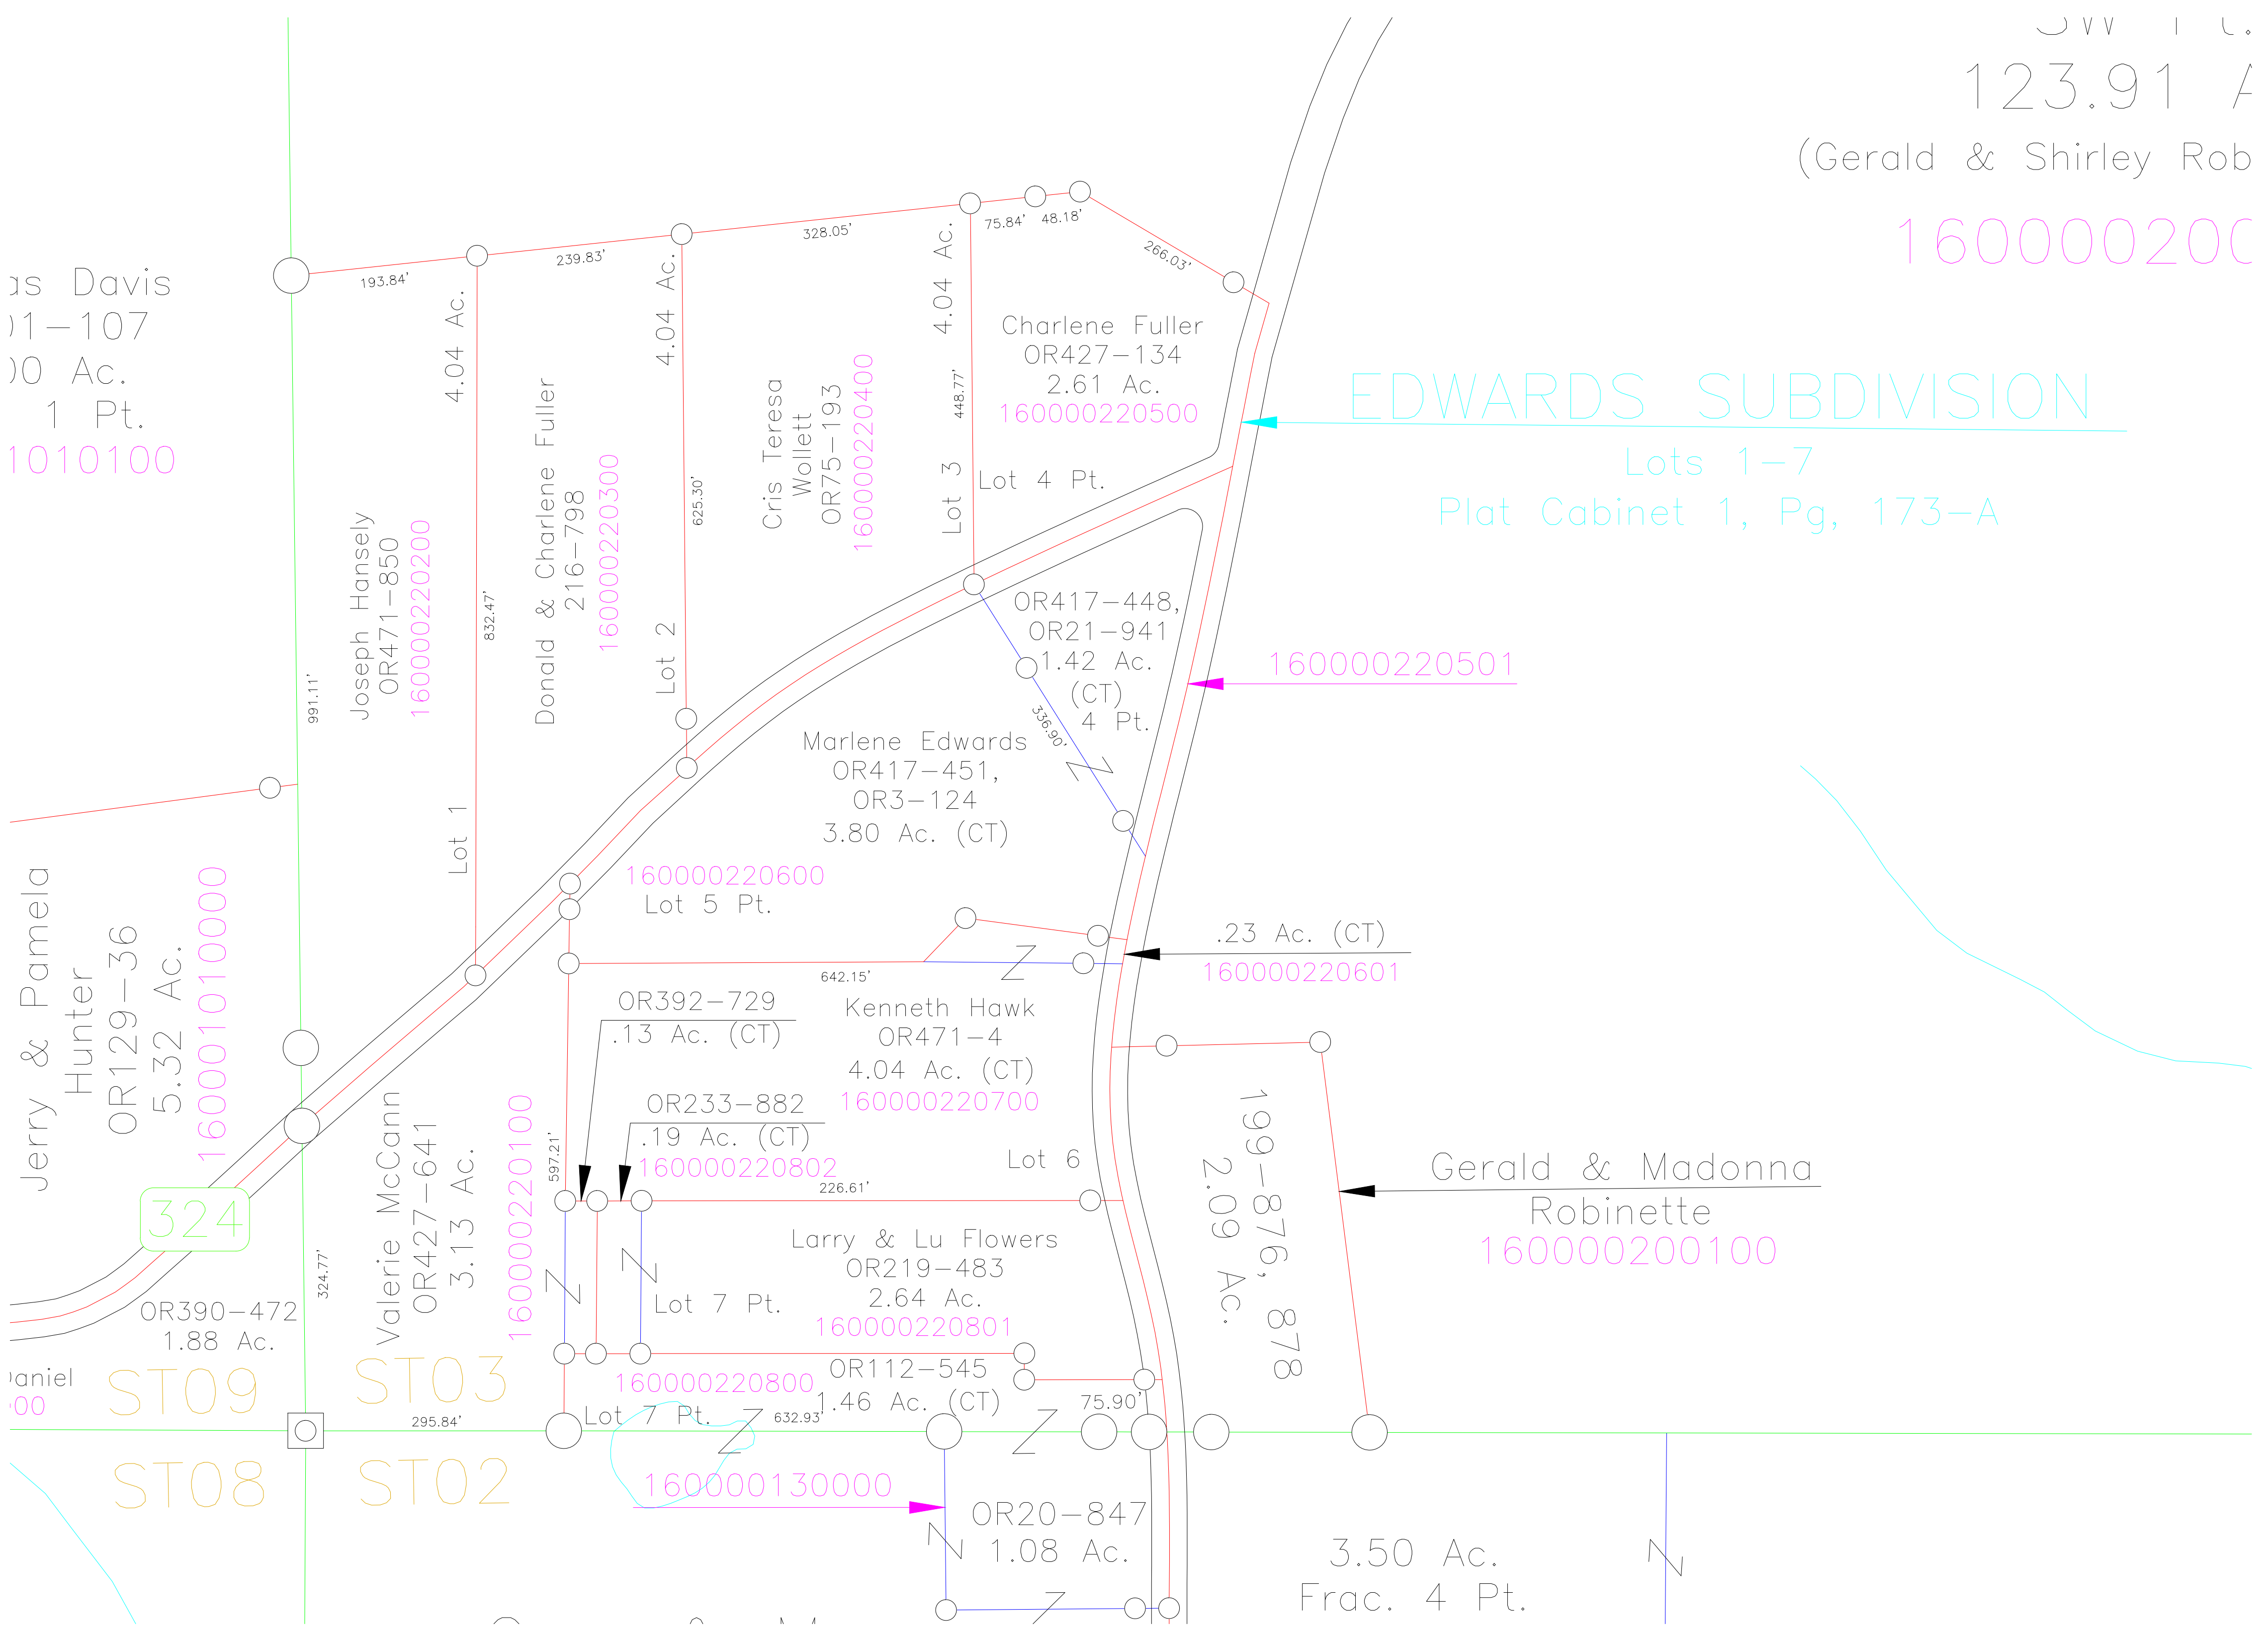 123.91
(Gerald & Shirley Rob
160000200
as Davis
01-107
00 Ac.
1 Pt.
1010100
193.84'
239.83'
328.05'
75.84'
48.18'
266.03'
4.04 Ac.
4.04 Ac.
4.04 Ac.
Charlene Fuller
OR427-134
2.61 Ac.
160000220500
Lot 4 Pt.
EDWARDS SUBDIVISION
Lots 1-7
Plat Cabinet 1, Pg, 173-A
Joseph Hansely
OR471-850
160000220200
Lot 1
832.47'
991.11'
Donald & Charlene Fuller
216-798
160000220300
Lot 2
625.30'
Cris Teresa
Wollett
OR75-193
160000220400
Lot 3
448.77'
OR417-448,
OR21-941
1.42 Ac.
(CT)
4 Pt.
336.90'
160000220501
Marlene Edwards
OR417-451,
OR3-124
3.80 Ac. (CT)
160000220600
Lot 5 Pt.
.23 Ac. (CT)
160000220601
642.15'
Jerry & Pamela
Hunter
OR129-36
5.32 Ac.
160010101000
OR392-729
.13 Ac. (CT)
Kenneth Hawk
OR471-4
4.04 Ac. (CT)
160000220700
Lot 6
OR233-882
.19 Ac. (CT)
160000220802
226.61'
597.21'
Valerie McCann
OR427-641
3.13 Ac.
160000220100
199-876, 878
2.09 Ac.
Gerald & Madonna
Robinette
160000200100
324
324.77'
Larry & Lu Flowers
OR219-483
2.64 Ac.
160000220801
Lot 7 Pt.
OR390-472
1.88 Ac.
Daniel
00
ST09
ST03
160000220800
OR112-545
1.46 Ac. (CT)
Lot 7 Pt.
295.84'
632.93'
75.90'
ST08
ST02
160000130000
OR20-847
1.08 Ac.
3.50 Ac.
Frac. 4 Pt.